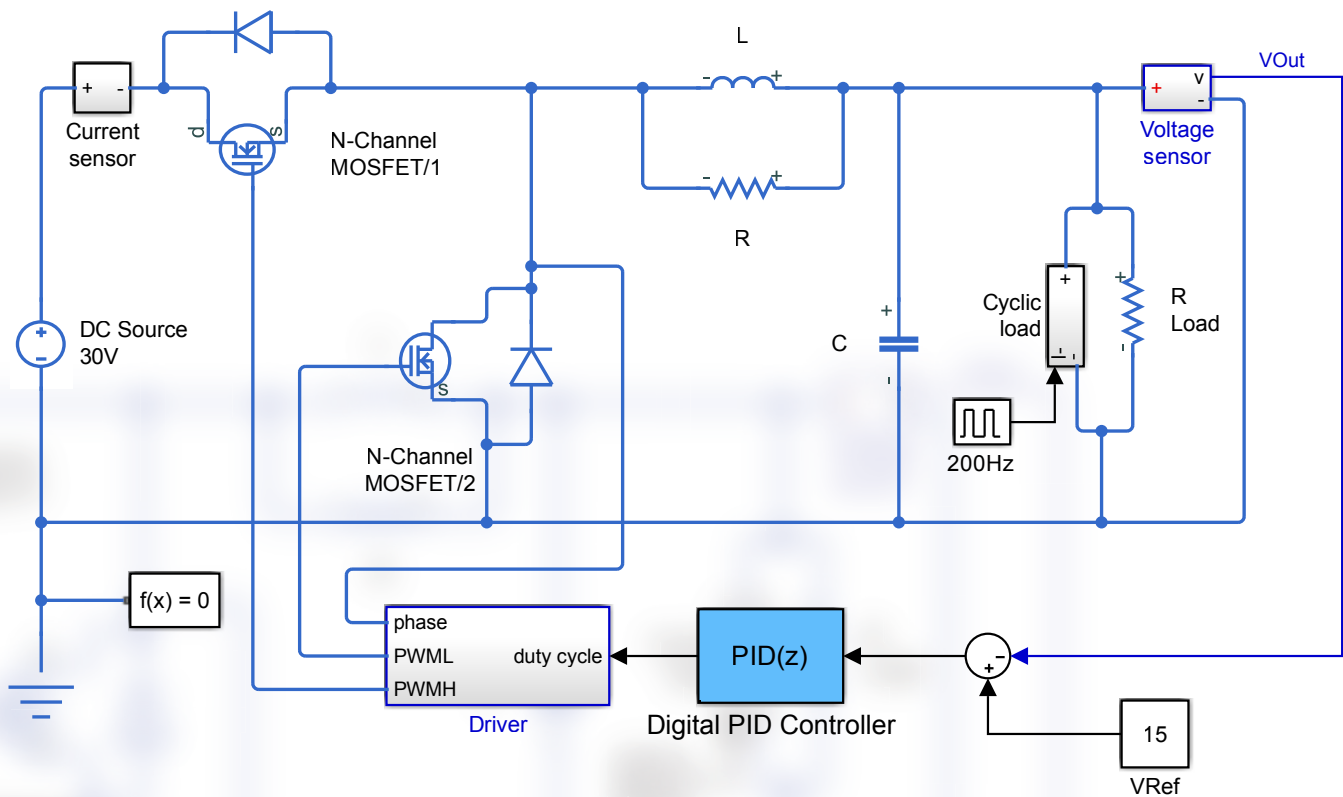 L
VOut
+
-
Current
sensor
d
s
N-Channel
MOSFET/1
-
+
+
v
-
Voltage
sensor
-
+
R
DC Source
30V
+
-
Cyclic
load
+
-
R
Load
+
-
C
+
-
s
N-Channel
MOSFET/2
200Hz
f(x) = 0
phase
PWML
PWMH
duty cycle
Driver
PID(z)
Digital PID Controller
-
+
15
VRef